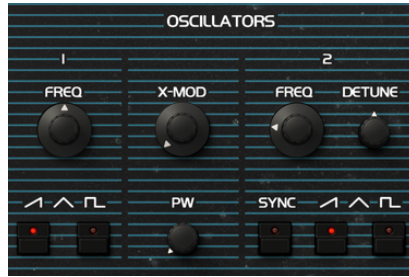 OSCILLATORS
1 2
FREQ X-MOD FREQ DETUNE
PW SYNC